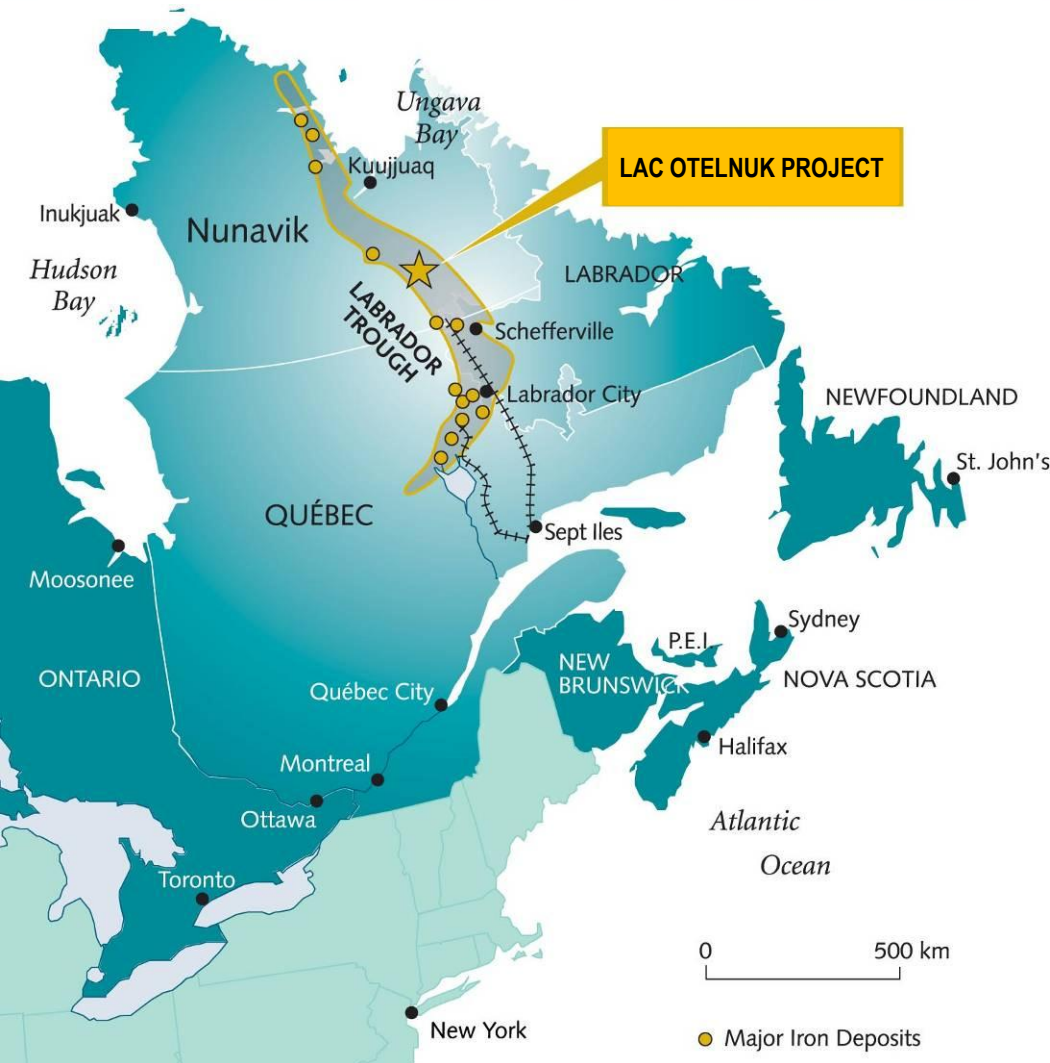 Ungava
Bay
LAC OTELNUK PROJECT
Kuujjuaq
Inukjuak
Nunavik
Hudson
Bay
LABRADOR
LABRADOR
TROUGH
Schefferville
Labrador City
NEWFOUNDLAND
St. John's
QUÉBEC
Sept Iles
Moosonee
Sydney
P.E.I.
ONTARIO
NEW
BRUNSWICK
NOVA SCOTIA
Québec City
Halifax
Montreal
Ottawa
Atlantic
Ocean
Toronto
0 500 km
New York
Major Iron Deposits